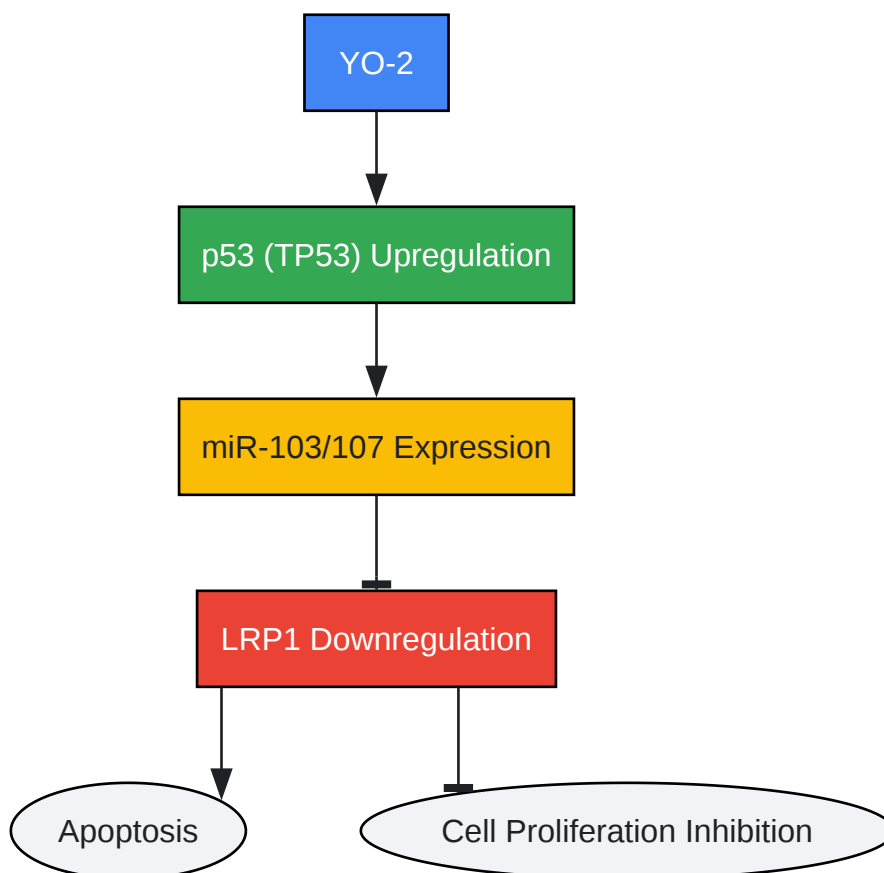 YO-2
p53 (TP53) Upregulation
miR-103/107 Expression
LRP1 Downregulation
Apoptosis
Cell Proliferation Inhibition